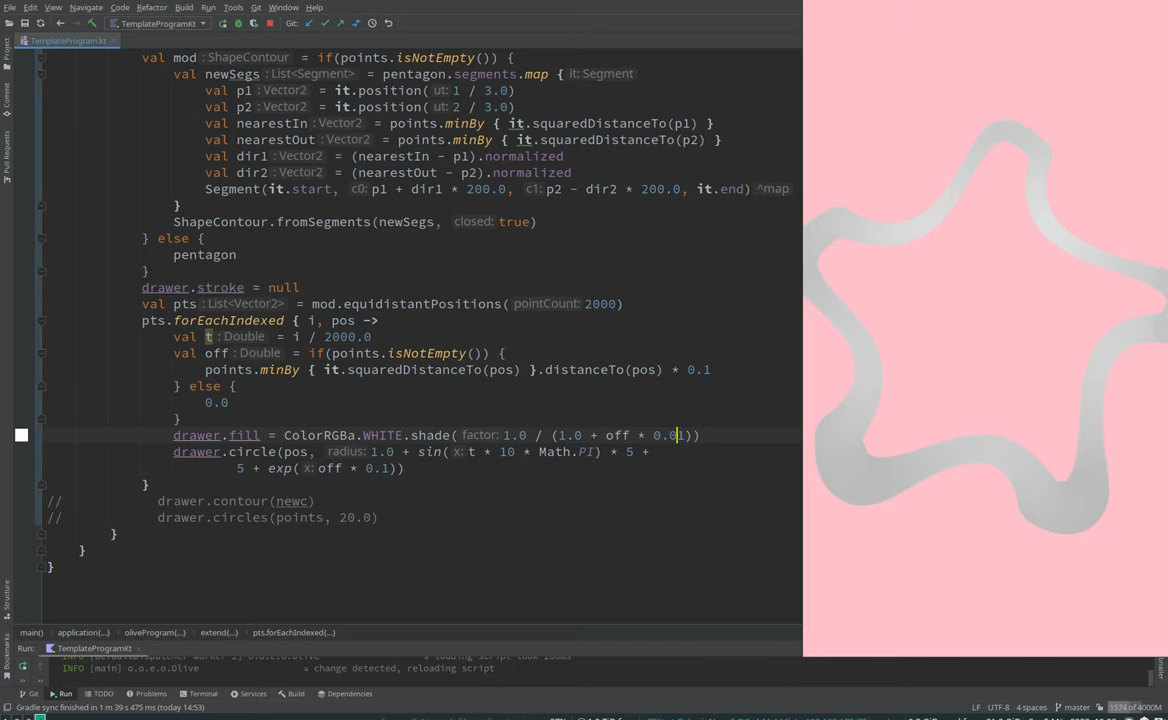 File Edit View Navigate Code Refactor Build Run Tools Git Window Help
TemplateProgramKt Git:
TemplateProgram.kt
Project
Commit
Pull Requests
val mod : ShapeContour = if(points.isNotEmpty()) {
val newSegs : List<Segment> = pentagon.segments.map { it: Segment
val p1 : Vector2 = it.position( ut: 1 / 3.0)
val p2 : Vector2 = it.position( ut: 2 / 3.0)
val nearestIn : Vector2 = points.minBy { it.squaredDistanceTo(p1) }
val nearestOut : Vector2 = points.minBy { it.squaredDistanceTo(p2) }
val dir1 : Vector2 = (nearestIn - p1).normalized
val dir2 : Vector2 = (nearestOut - p2).normalized
Segment(it.start, c0: p1 + dir1 * 200.0, c1: p2 - dir2 * 200.0, it.end) ^map
}
ShapeContour.fromSegments(newSegs, closed: true)
} else {
pentagon
}
drawer.stroke = null
val pts : List<Vector2> = mod.equidistantPositions( pointCount: 2000)
pts.forEachIndexed { i, pos ->
val t : Double = i / 2000.0
val off : Double = if(points.isNotEmpty()) {
points.minBy { it.squaredDistanceTo(pos) }.distanceTo(pos) * 0.1
} else {
0.0
}
drawer.fill = ColorRGBa.WHITE.shade( factor: 1.0 / (1.0 + off * 0.01))
drawer.circle(pos, radius: 1.0 + sin( x: t * 10 * Math.PI) * 5 +
5 + exp( x: off * 0.1))
}
// drawer.contour(newc)
// drawer.circles(points, 20.0)
}
}
}
Structure
Favorites
main() application{...} oliveProgram{...} extend{...} pts.forEachIndexed{...}
Run: TemplateProgramKt
INFO [main] o.o.e.o.Olive ↘ change detected, reloading script
Git Run TODO Problems Terminal Services Build Dependencies
Gradle sync finished in 1 m 39 s 475 ms (today 14:53) LF UTF-8 4 spaces master 1574 of 4000M